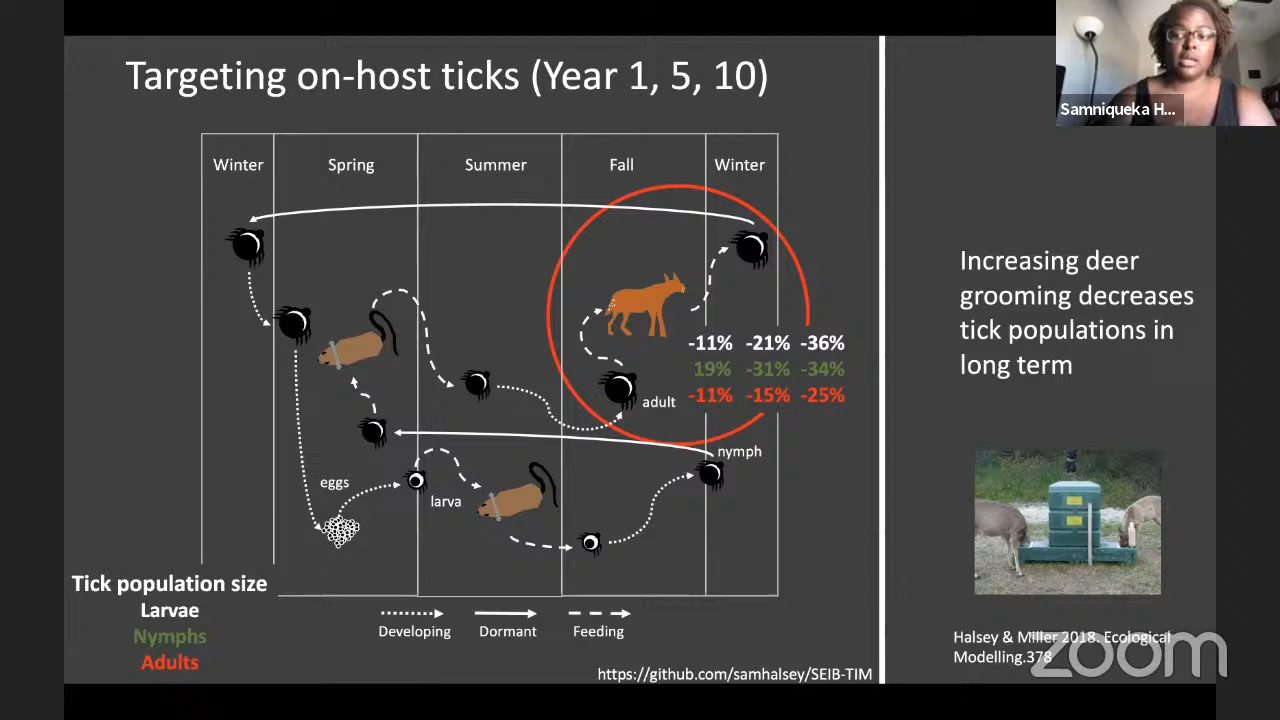 Targeting on-host ticks (Year 1, 5, 10)
Samniqueka H...
Winter
Spring
Summer
Fall
Winter
Increasing deer
grooming decreases
tick populations in
long term
-11% -21% -36%
19% -31% -34%
-11% -15% -25%
adult
nymph
eggs
larva
Tick population size
Larvae
Nymphs
Adults
Developing
Dormant
Feeding
https://github.com/samhalsey/SEIB-TIM
Halsey & Miller 2018. Ecological
Modelling.378
zoom